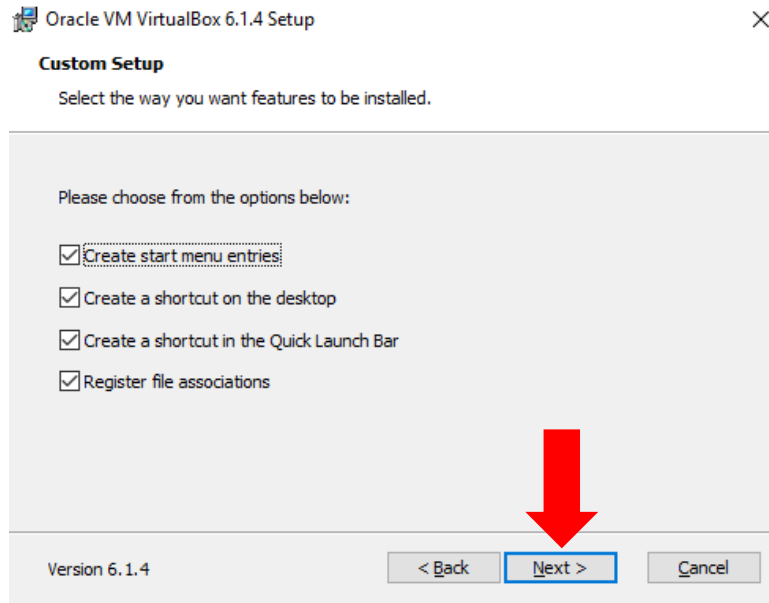 Oracle VM VirtualBox 6.1.4 Setup
Custom Setup
Select the way you want features to be installed.
Please choose from the options below:
Create start menu entries
Create a shortcut on the desktop
Create a shortcut in the Quick Launch Bar
Register file associations
Version 6.1.4
< Back
Next >
Cancel